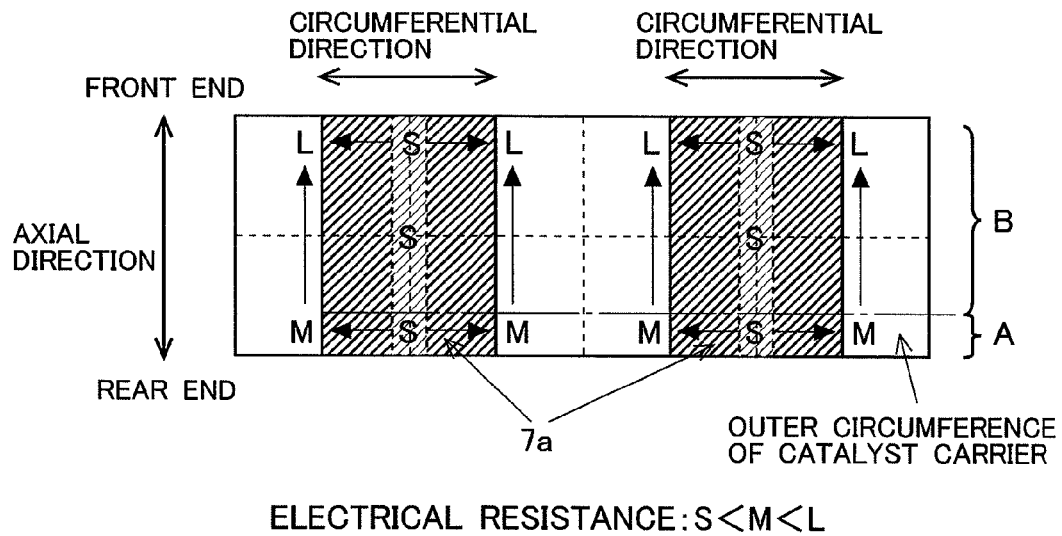 CIRCUMFERENTIAL
DIRECTION
CIRCUMFERENTIAL
DIRECTION
FRONT END
L S L L S L
AXIAL
DIRECTION
S S
B
M S M M S M
A
REAR END
7a
OUTER CIRCUMFERENCE
OF CATALYST CARRIER
ELECTRICAL RESISTANCE:S<M<L